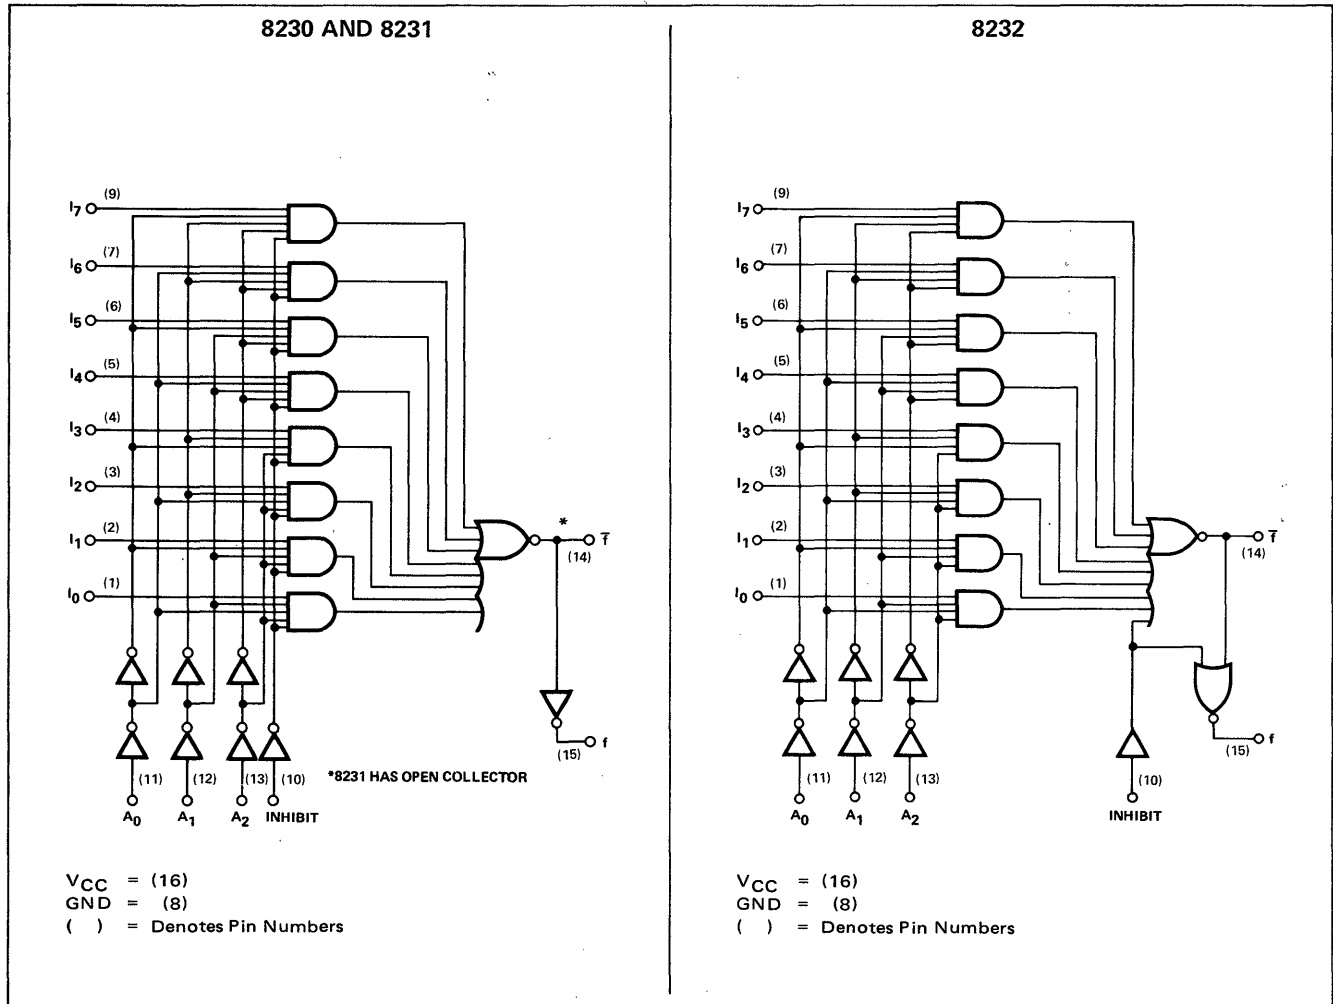 8230 AND 8231
I7 (9)
I6 (7)
I5 (6)
I4 (5)
I3 (4)
I2 (3)
I1 (2)
I0 (1)
*
f̅
(14)
f
(15)
(11) (12) (13) (10)
*8231 HAS OPEN COLLECTOR
A0 A1 A2 INHIBIT
VCC = (16)
GND = (8)
( ) = Denotes Pin Numbers
8232
I7 (9)
I6 (7)
I5 (6)
I4 (5)
I3 (4)
I2 (3)
I1 (2)
I0 (1)
f̅
(14)
f
(15)
(11) (12) (13) (10)
A0 A1 A2 INHIBIT
VCC = (16)
GND = (8)
( ) = Denotes Pin Numbers